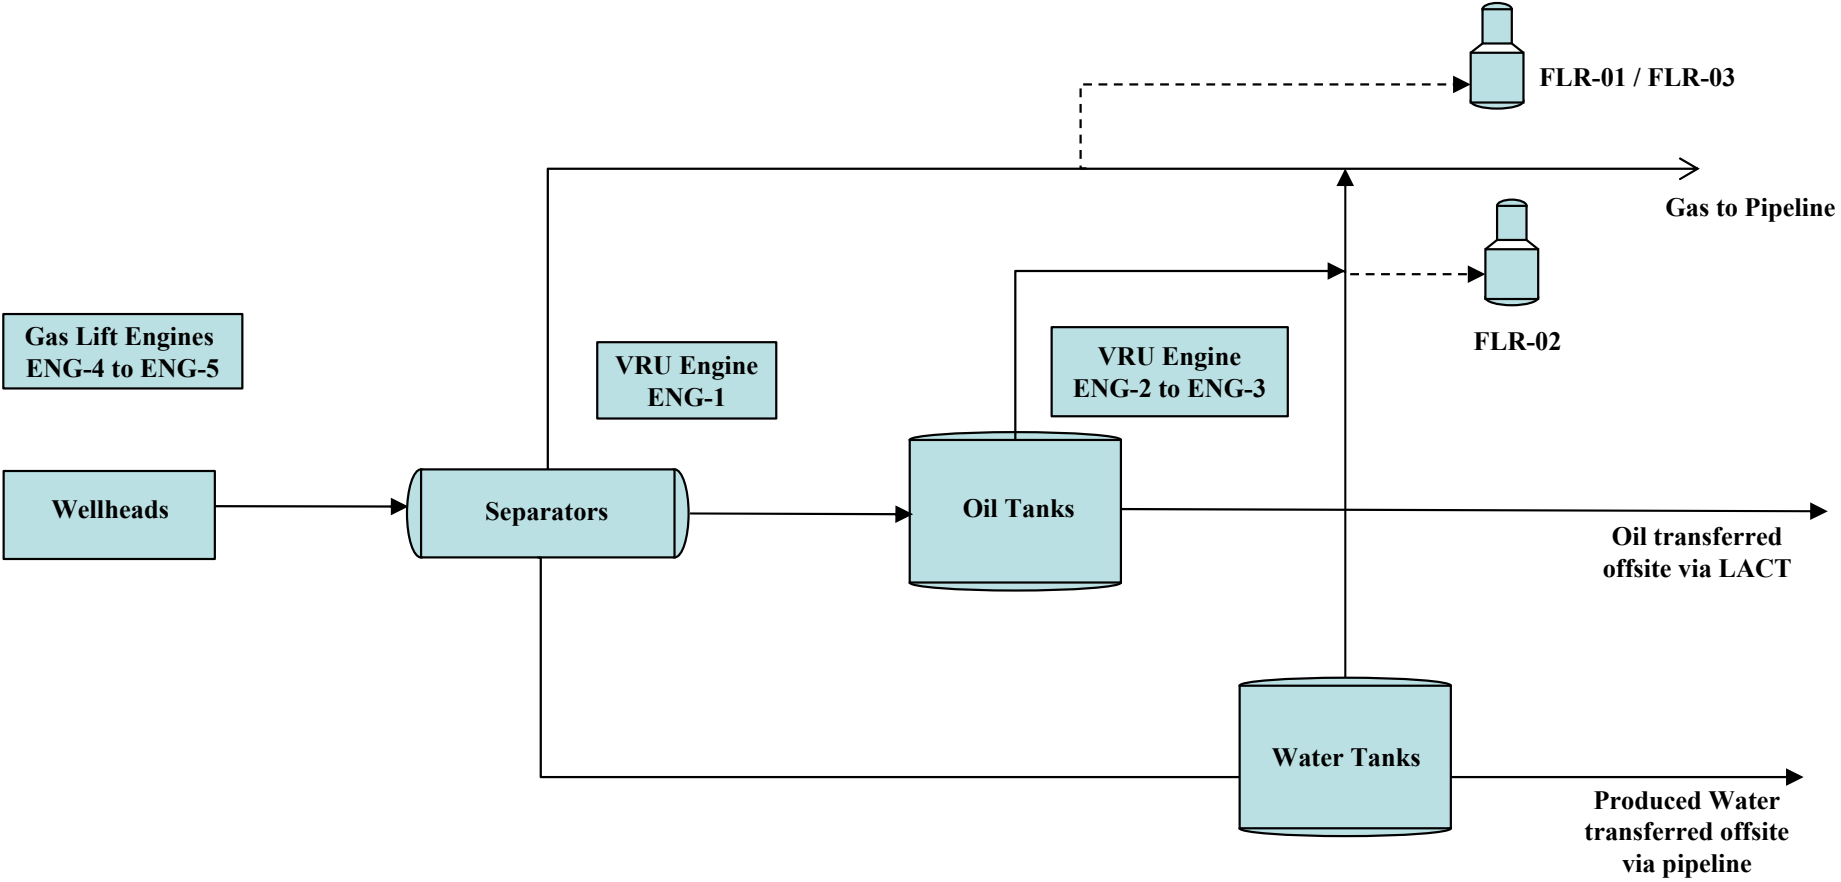 FLR-01 / FLR-03
Gas to Pipeline
Gas Lift Engines
ENG-4 to ENG-5
VRU Engine
ENG-1
VRU Engine
ENG-2 to ENG-3
FLR-02
Wellheads
Separators
Oil Tanks
Oil transferred
offsite via LACT
Water Tanks
Produced Water
transferred offsite
via pipeline